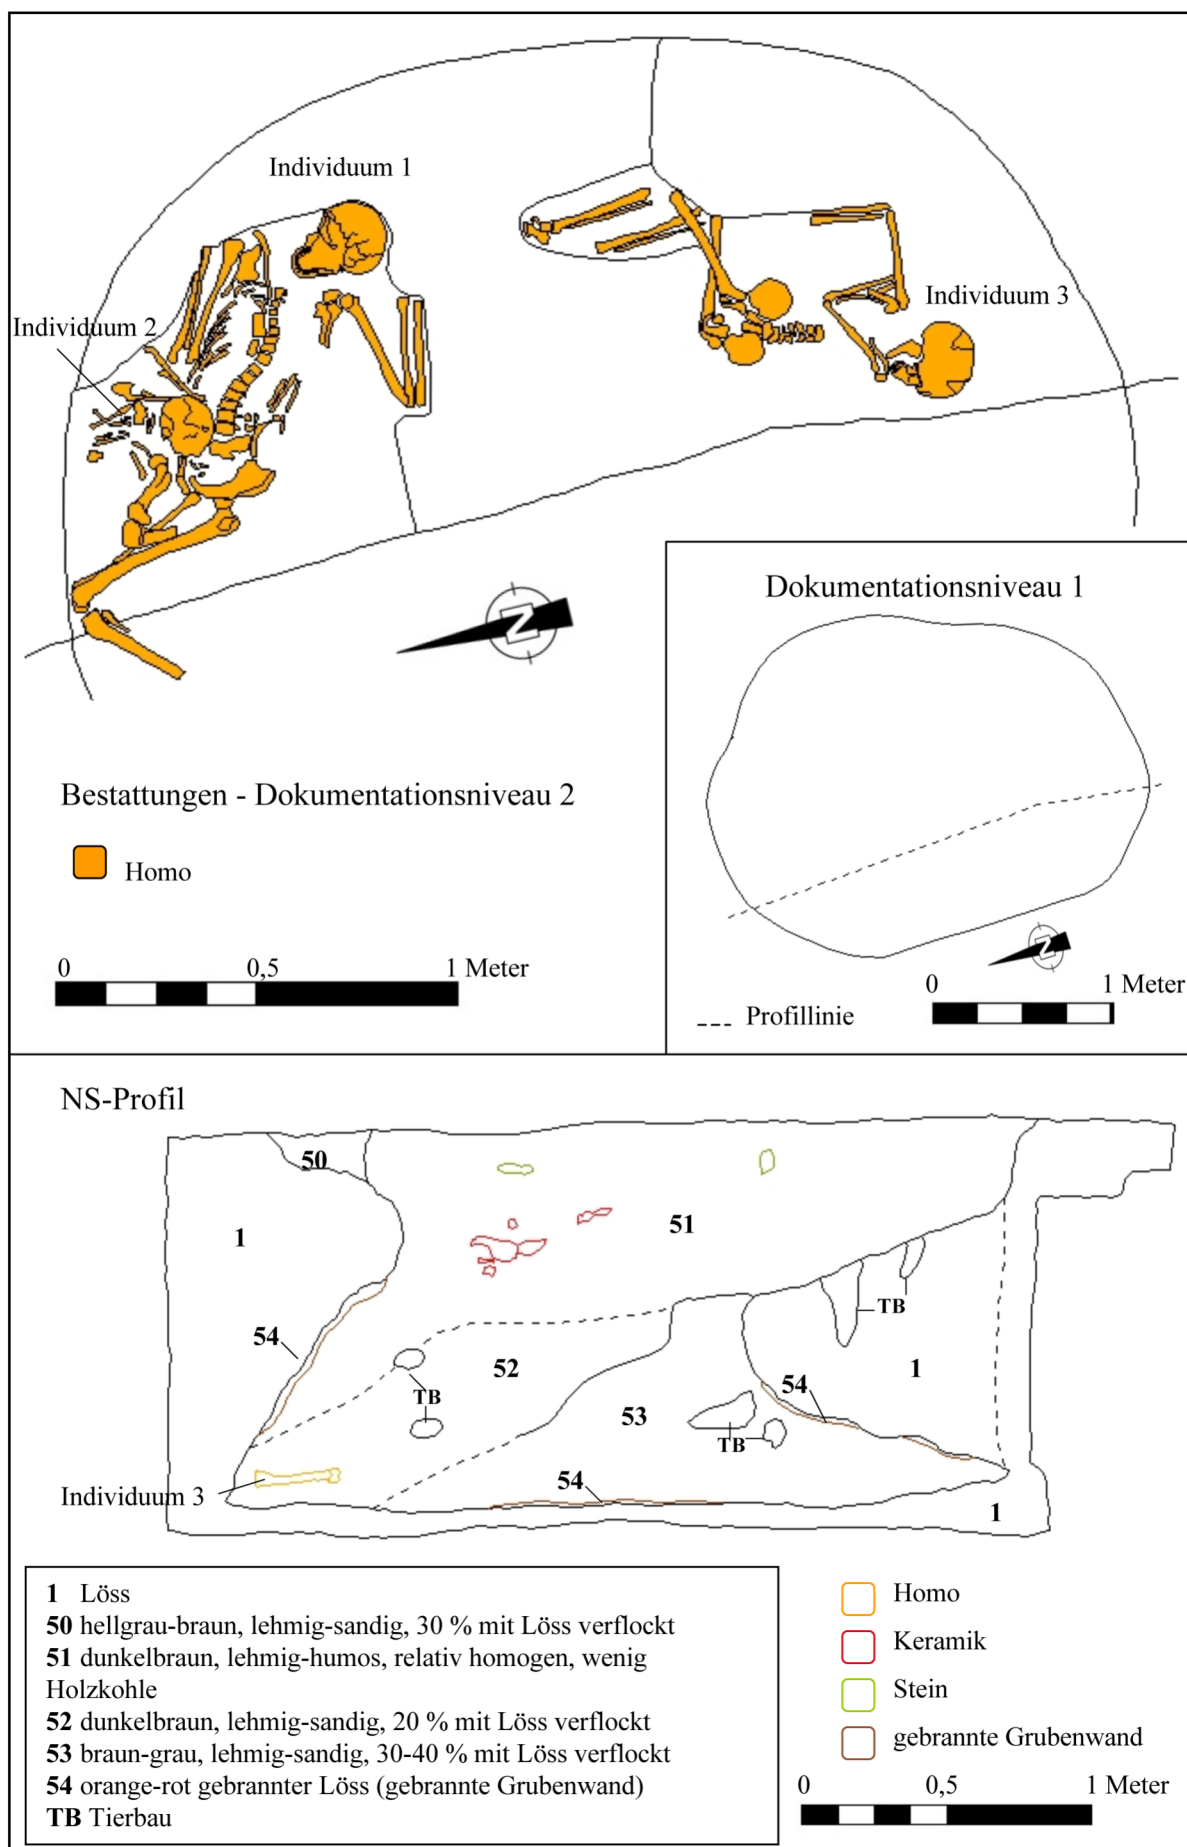 Individuum 1
Individuum 2
Individuum 3
N
Bestattungen - Dokumentationsniveau 2
Homo
0 0,5 1 Meter
Dokumentationsniveau 1
N
0 1 Meter
Profillinie
NS-Profil
50
1
51
54
TB
52
TB
1
54
53
TB
54
Individuum 3
1
1 Löss
50 hellgrau-braun, lehmig-sandig, 30 % mit Löss verflockt
51 dunkelbraun, lehmig-humos, relativ homogen, wenig
Holzkohle
52 dunkelbraun, lehmig-sandig, 20 % mit Löss verflockt
53 braun-grau, lehmig-sandig, 30-40 % mit Löss verflockt
54 orange-rot gebrannter Löss (gebrannte Grubenwand)
TB Tierbau
Homo
Keramik
Stein
gebrannte Grubenwand
0 0,5 1 Meter